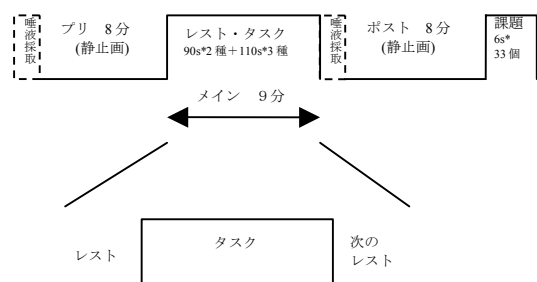 唾液採取
プリ 8分
(静止画)
レスト・タスク
90s*2 種＋110s*3 種
唾液採取
ポスト 8分
(静止画)
課題
6s*
33 個
メイン ９分
レスト
タスク
次の
レスト